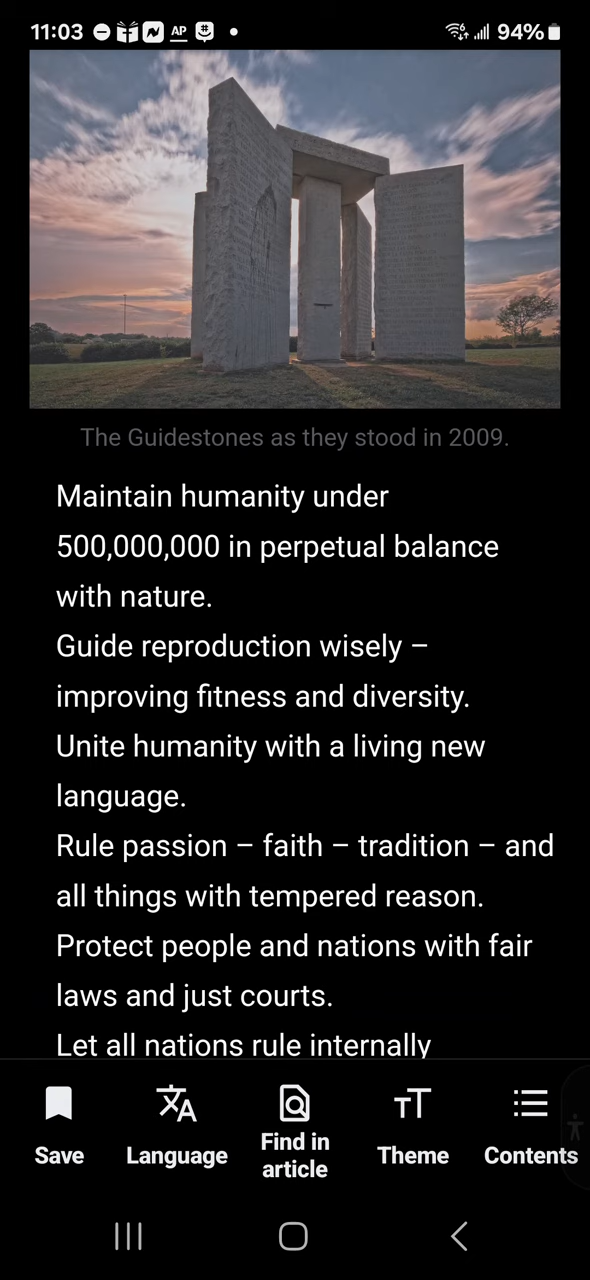 11:03
AP
6
94%
The Guidestones as they stood in 2009.
Maintain humanity under
500,000,000 in perpetual balance
with nature.
Guide reproduction wisely –
improving fitness and diversity.
Unite humanity with a living new
language.
Rule passion – faith – tradition – and
all things with tempered reason.
Protect people and nations with fair
laws and just courts.
Let all nations rule internally
Save
Language
Find in
article
Theme
Contents